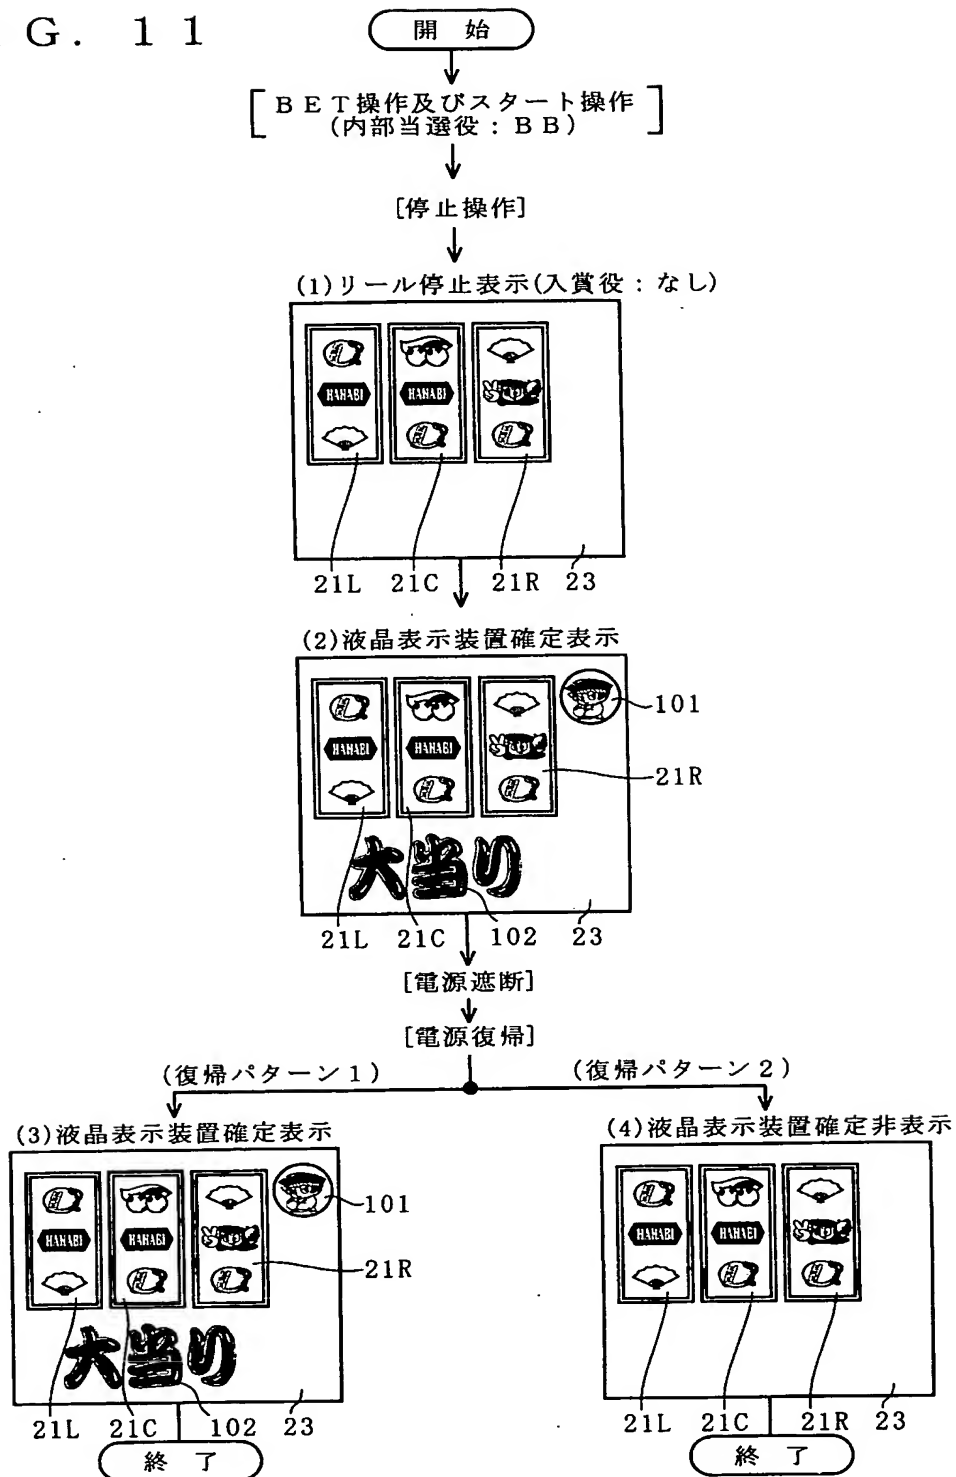 G. 11
開 始
[BET操作及びスタート操作
(内部当選役:BB)]
[停止操作]
(1)リール停止表示(入賞役:なし)
HANABI HANABI
21L 21C 21R 23
(2)液晶表示装置確定表示
101
HANABI HANABI
21R
大当り
21L 21C 102 23
[電源遮断]
[電源復帰]
(復帰パターン1) (復帰パターン2)
(3)液晶表示装置確定表示 (4)液晶表示装置確定非表示
101
HANABI HANABI HANABI HANABI
21R
大当り
21L 21C 102 23 21L 21C 21R 23
終 了 終 了